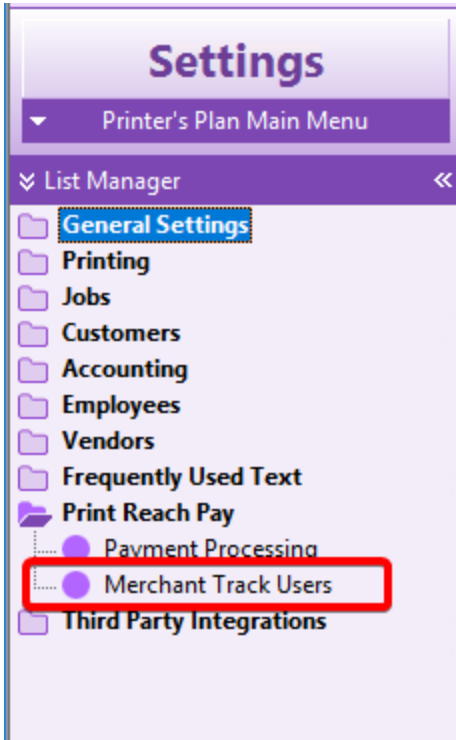 Settings
Printer's Plan Main Menu
List Manager
General Settings
Printing
Jobs
Customers
Accounting
Employees
Vendors
Frequently Used Text
Print Reach Pay
Payment Processing
Merchant Track Users
Third Party Integrations